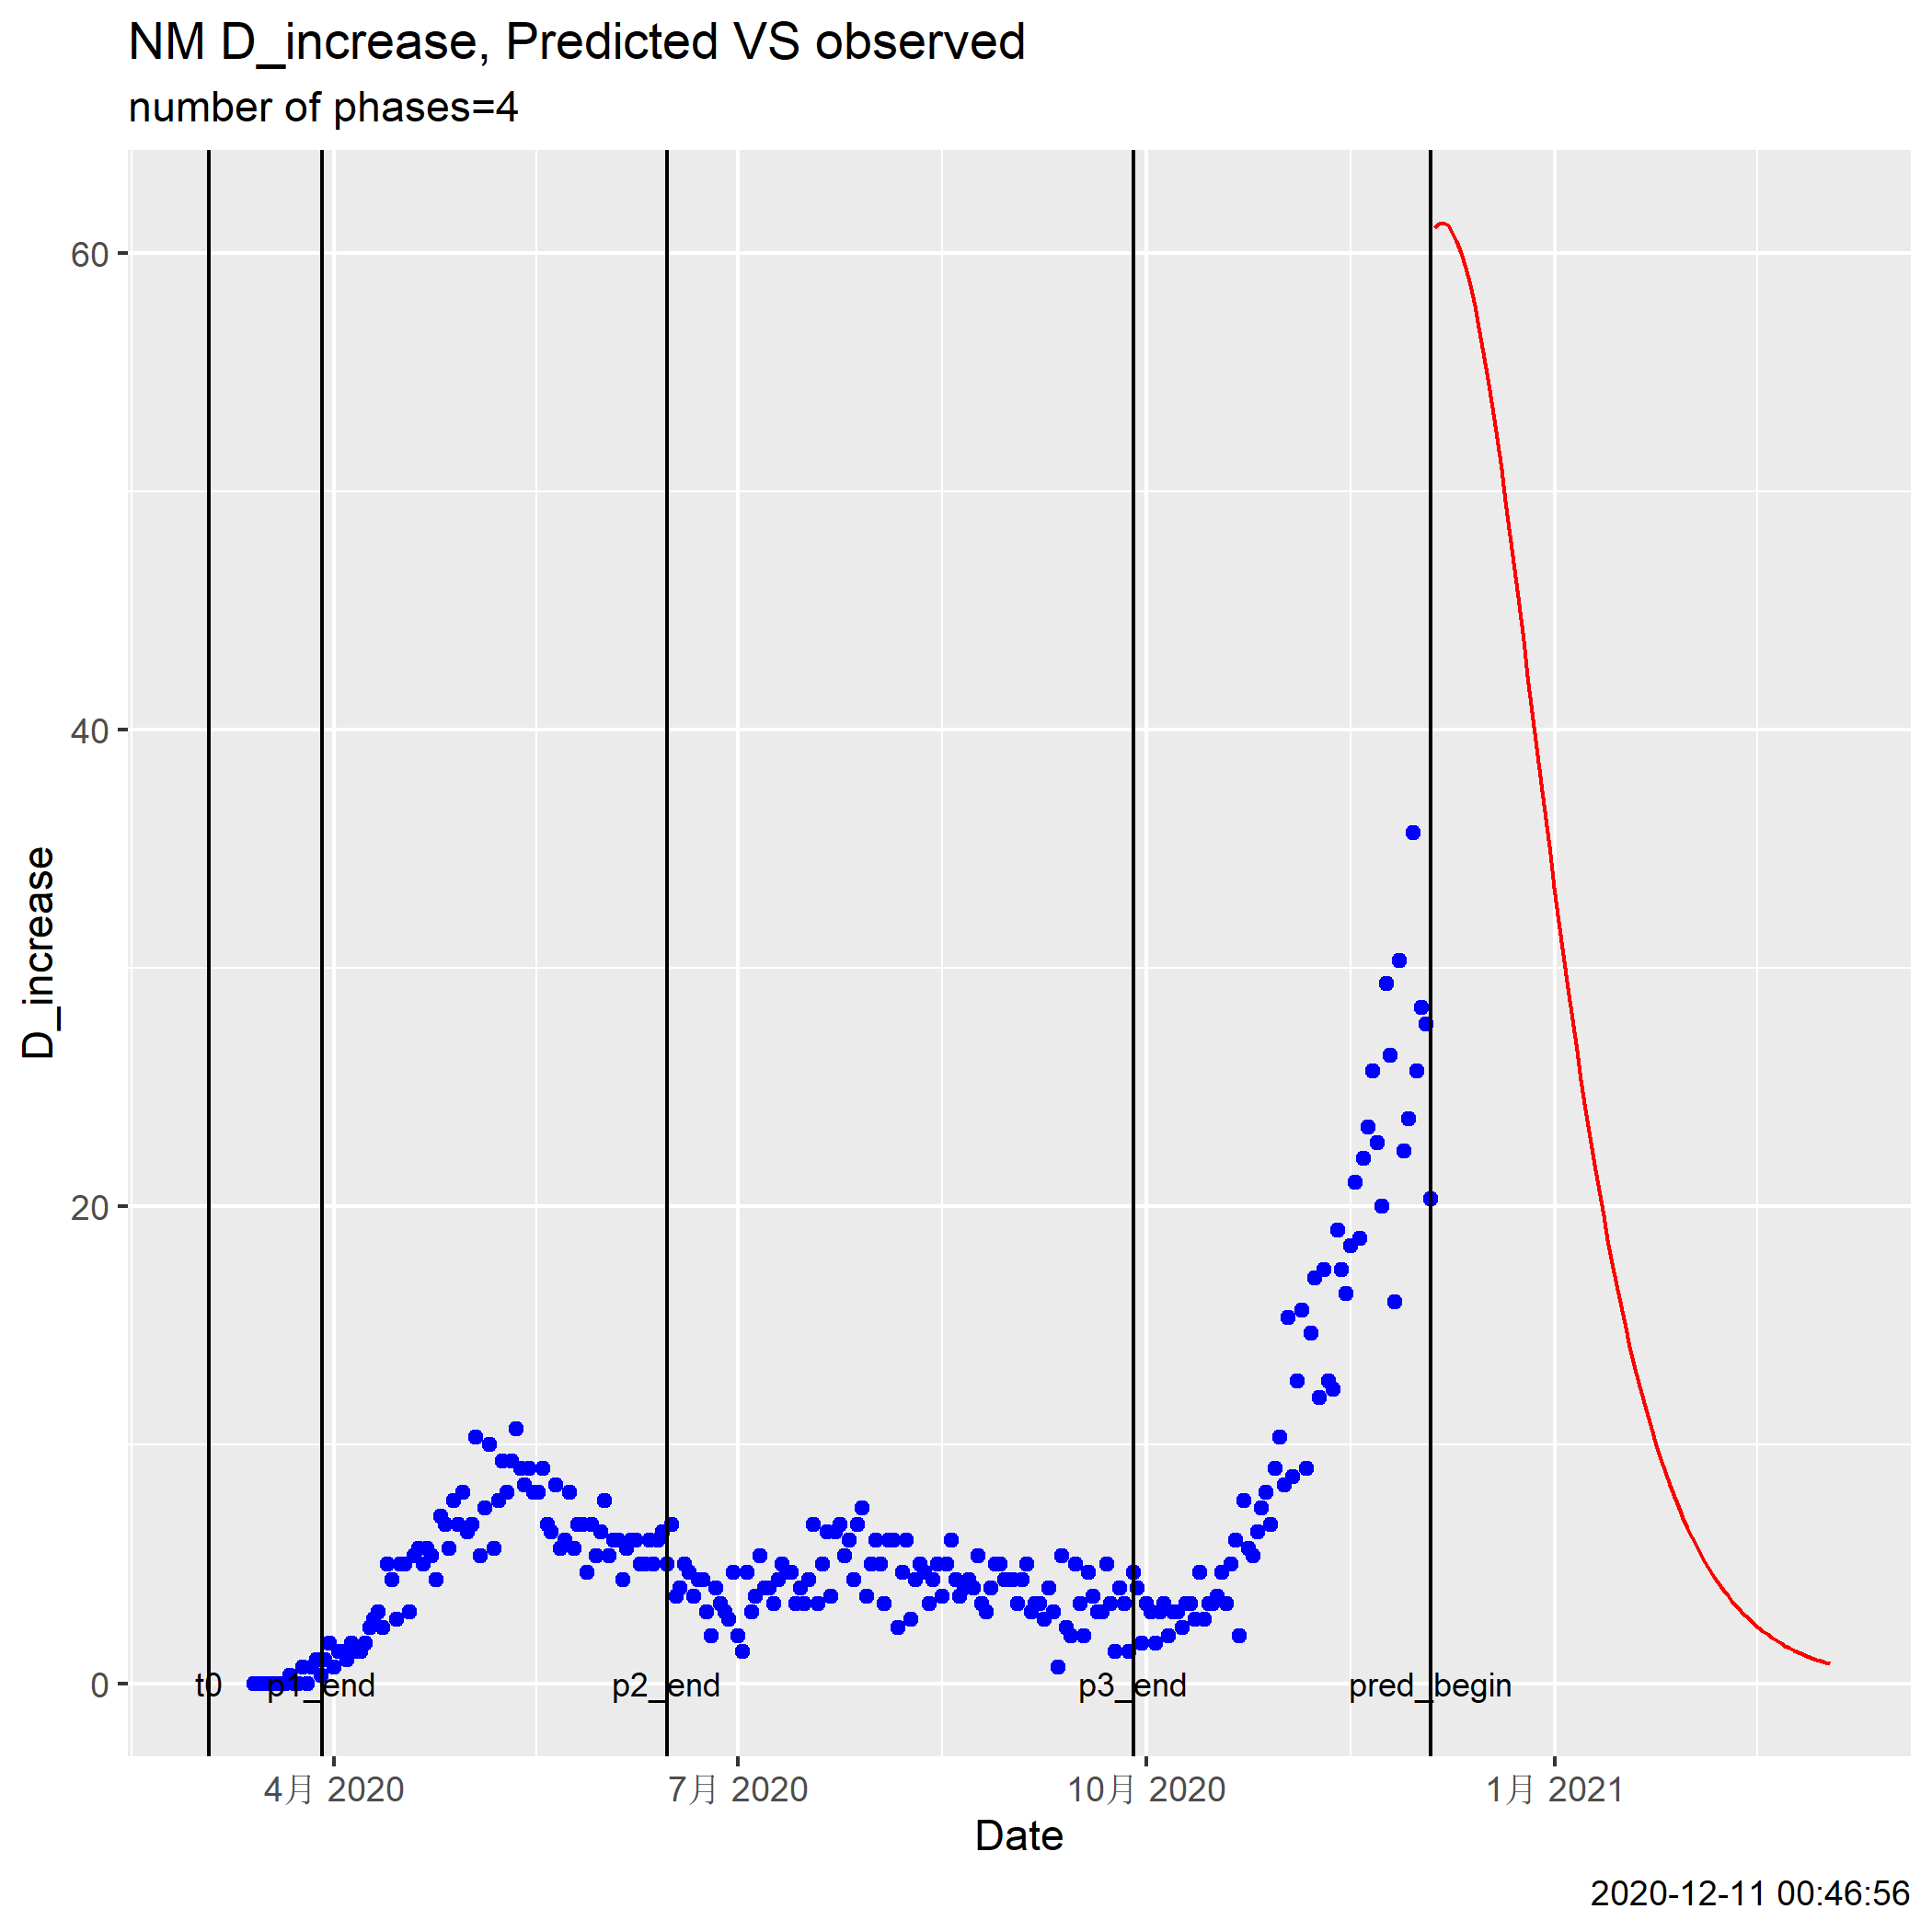 NM D_increase, Predicted VS observed
number of phases=4
D_increase
60
40
20
0
t0
p1_end
p2_end
p3_end
pred_begin
4月 2020
7月 2020
10月 2020
1月 2021
Date
2020-12-11 00:46:56